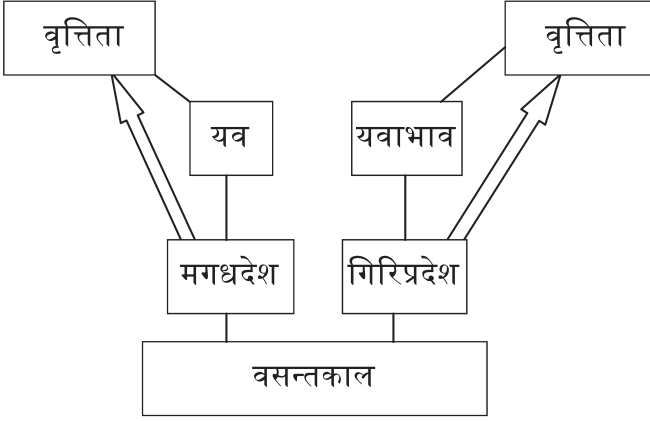 वृत्तिता
वृत्तिता
यव
यवाभाव
मगधदेश
गिरिप्रदेश
वसन्तकाल